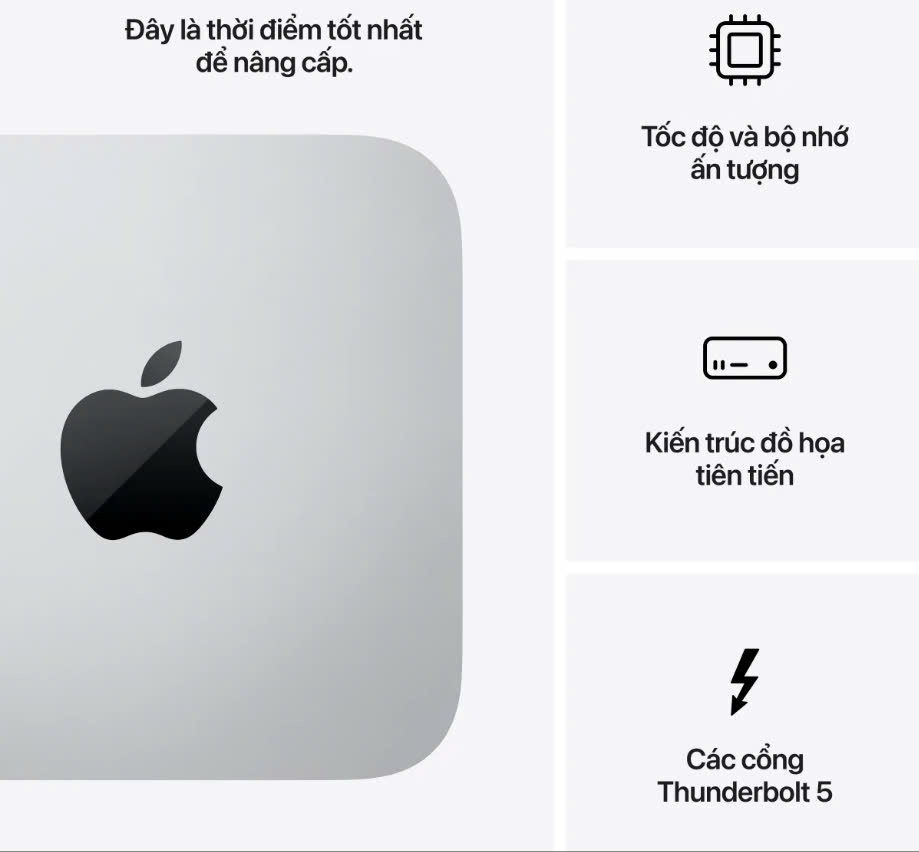 Đây là thời điểm tốt nhất
để nâng cấp.
Tốc độ và bộ nhớ
ấn tượng
Kiến trúc đồ họa
tiên tiến
Các cổng
Thunderbolt 5